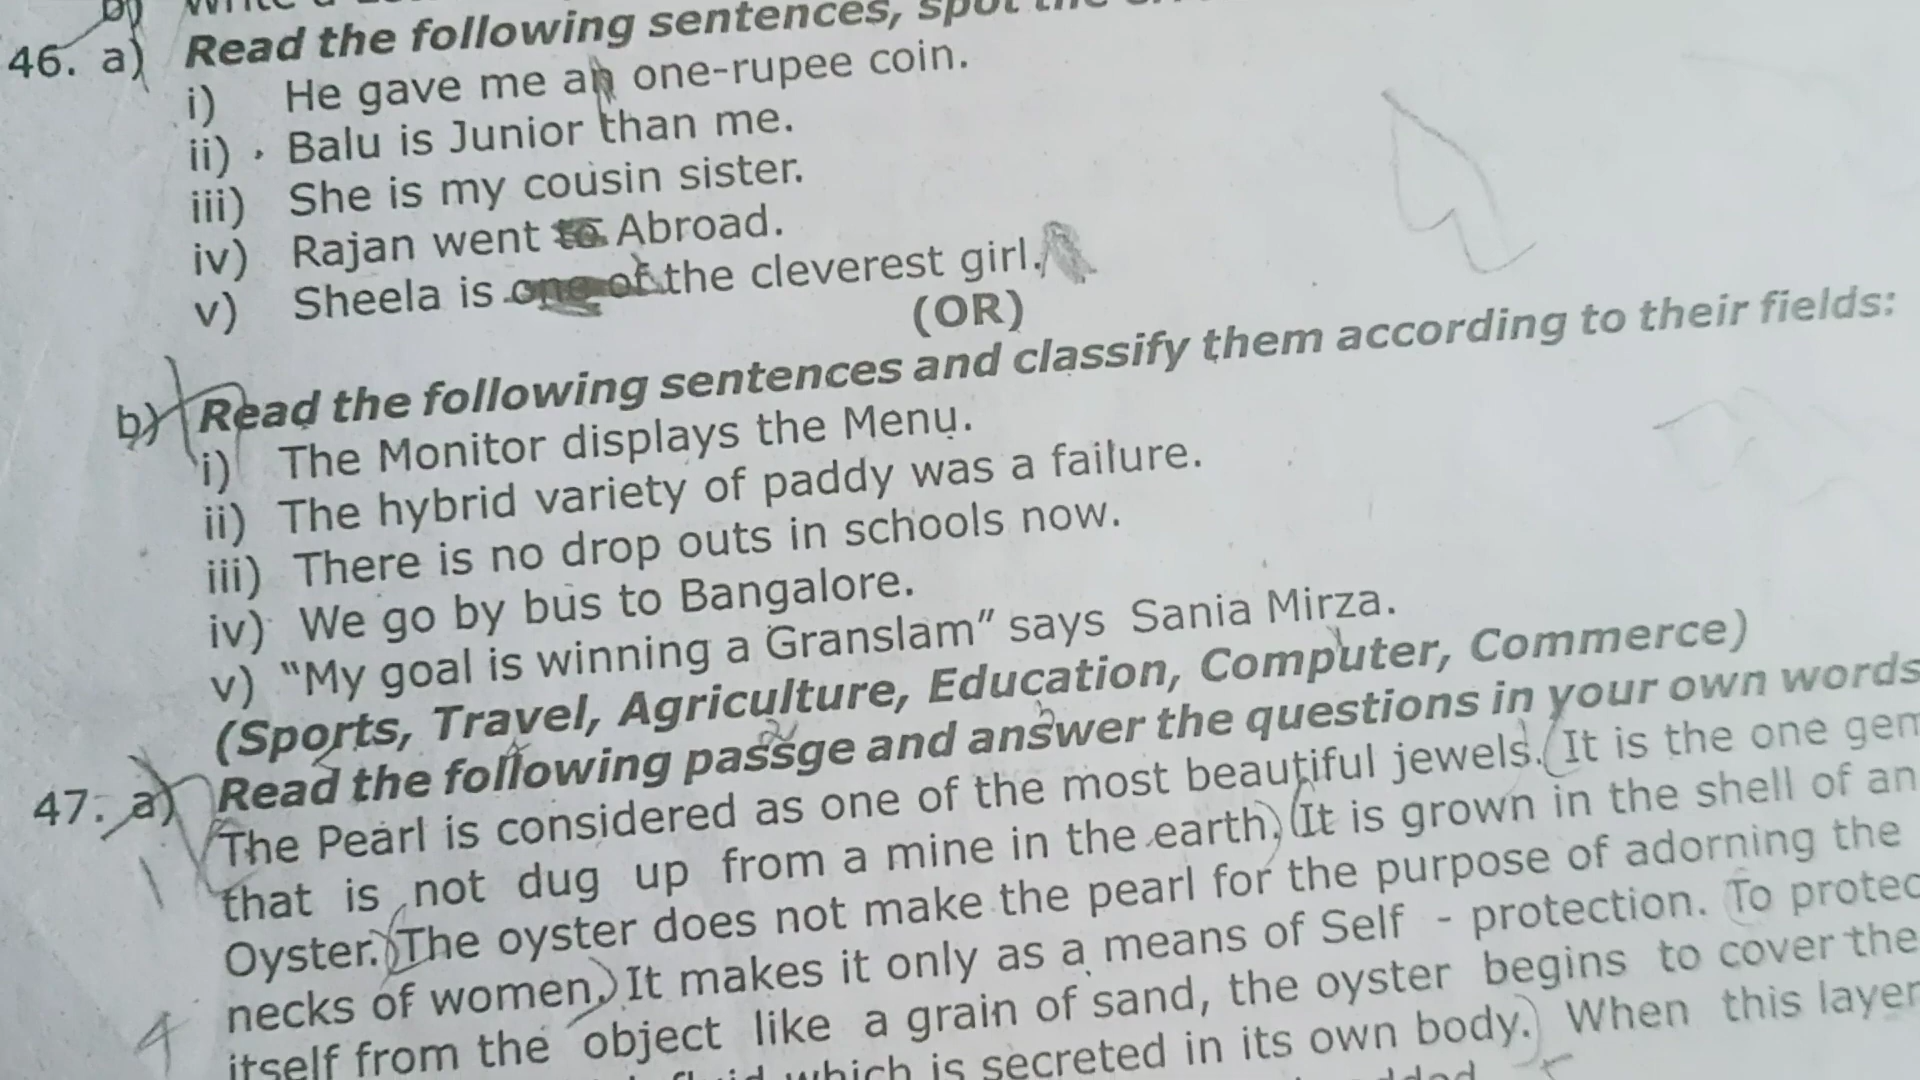 46. a) Read the following sentences, spot the
i) He gave me an one-rupee coin.
ii) Balu is Junior than me.
iii) She is my cousin sister.
iv) Rajan went to Abroad.
v) Sheela is one of the cleverest girl.
(OR)
b) Read the following sentences and classify them according to their fields:
i) The Monitor displays the Menu.
ii) The hybrid variety of paddy was a failure.
iii) There is no drop outs in schools now.
iv) We go by bus to Bangalore.
v) "My goal is winning a Granslam" says Sania Mirza.
(Sports, Travel, Agriculture, Education, Computer, Commerce)
47. a) Read the following passge and answer the questions in your own words
The Pearl is considered as one of the most beautiful jewels. It is the one gem
that is not dug up from a mine in the earth. It is grown in the shell of an
Oyster. The oyster does not make the pearl for the purpose of adorning the
necks of women. It makes it only as a means of Self - protection. To protec
itself from the object like a grain of sand, the oyster begins to cover the
which is secreted in its own body. When this layer